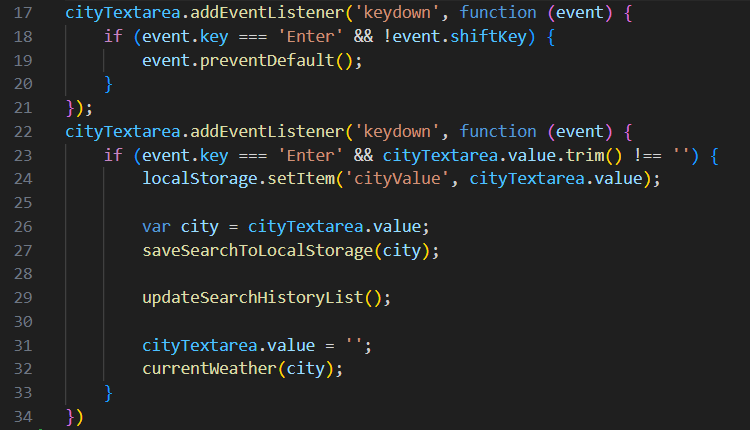 17 cityTextarea.addEventListener('keydown', function (event) {
18     if (event.key === 'Enter' && !event.shiftKey) {
19         event.preventDefault();
20     }
21 });
22 cityTextarea.addEventListener('keydown', function (event) {
23     if (event.key === 'Enter' && cityTextarea.value.trim() !== '') {
24         localStorage.setItem('cityValue', cityTextarea.value);
25
26         var city = cityTextarea.value;
27         saveSearchToLocalStorage(city);
28
29         updateSearchHistoryList();
30
31         cityTextarea.value = '';
32         currentWeather(city);
33     }
34 })